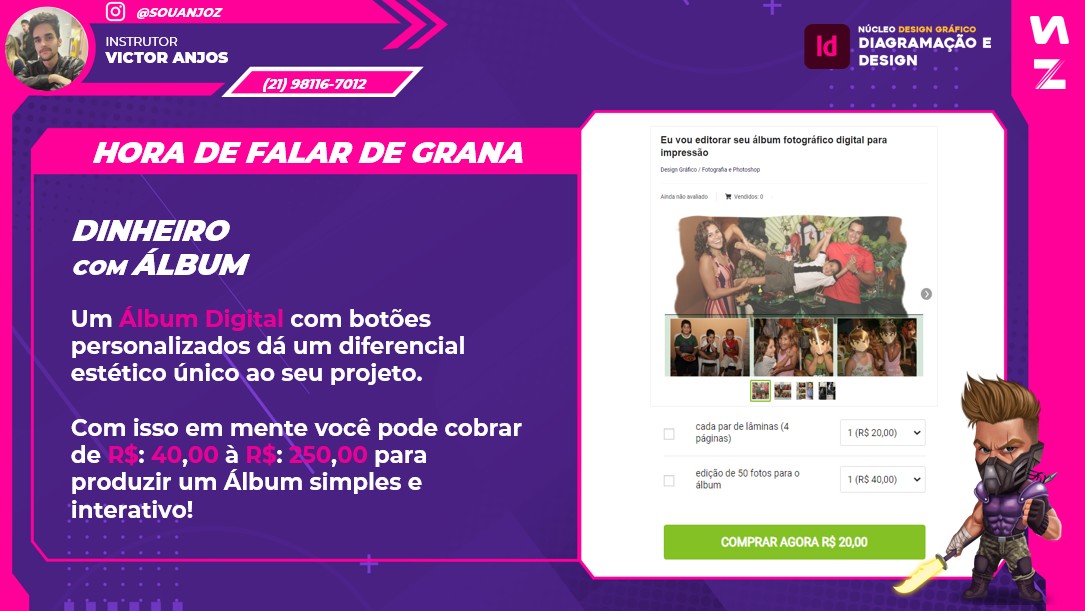 @SOUANJOZ
INSTRUTOR
VICTOR ANJOS
(21) 98116-7012
Id
NÚCLEO DESIGN GRÁFICO
DIAGRAMAÇÃO E
DESIGN
HORA DE FALAR DE GRANA
DINHEIRO
COM ÁLBUM
Um Álbum Digital com botões
personalizados dá um diferencial
estético único ao seu projeto.
Com isso em mente você pode cobrar
de R$: 40,00 à R$: 250,00 para
produzir um Álbum simples e
interativo!
Eu vou editorar seu álbum fotográfico digital para
impressão
Design Gráfico / Fotografia e Photoshop
Ainda não avaliado
Vendidos: 0
cada par de lâminas (4
páginas)
1 (R$ 20,00)
edição de 50 fotos para o
álbum
1 (R$ 40,00)
COMPRAR AGORA R$ 20,00